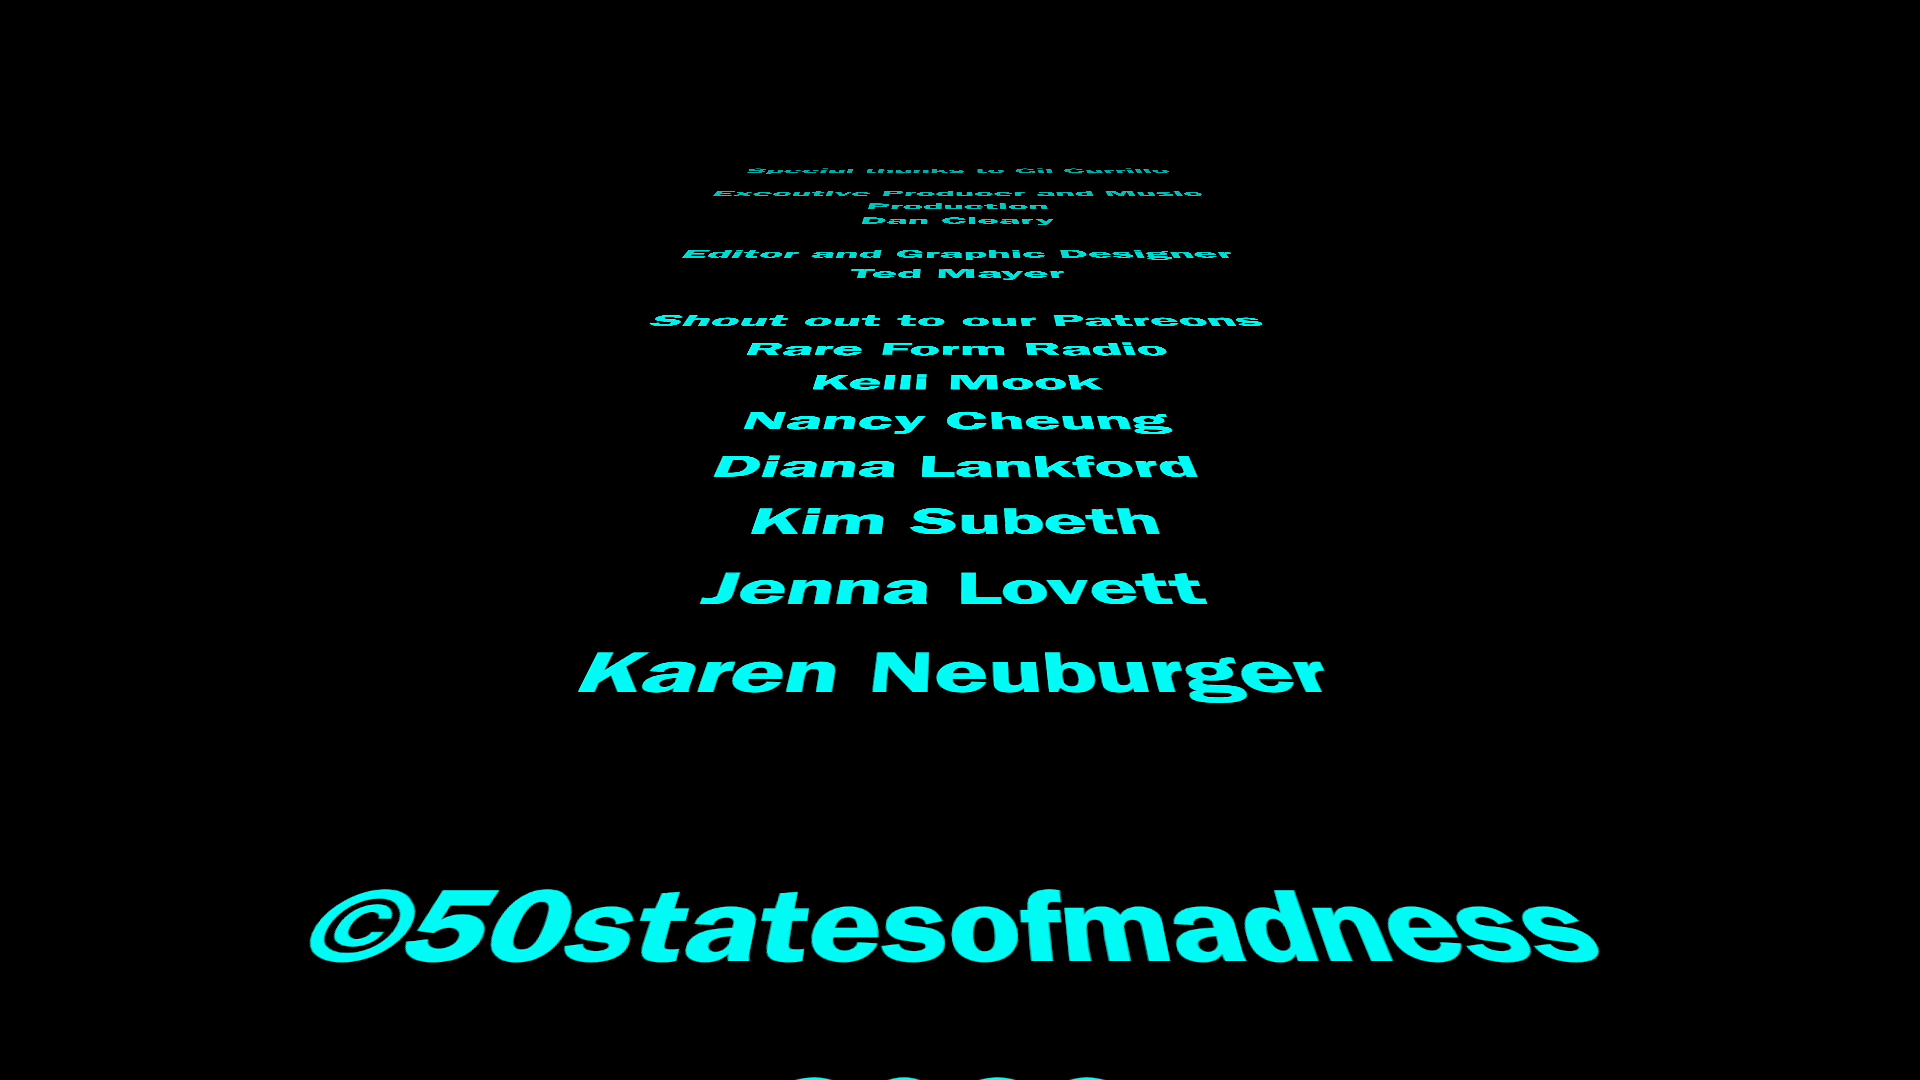 Special thanks to Gil Carrillo
Executive Producer and Music
Production
Dan Cleary
Editor and Graphic Designer
Ted Mayer
Shout out to our Patreons
Rare Form Radio
Kelli Mook
Nancy Cheung
Diana Lankford
Kim Subeth
Jenna Lovett
Karen Neuburger
©50statesofmadness